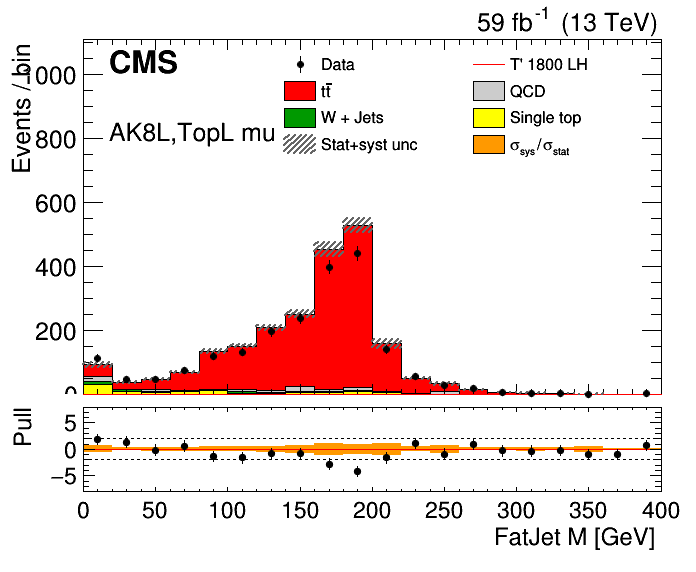 59 fb⁻¹ (13 TeV)
CMS
AK8L,TopL mu
Data
T' 1800 LH
tt̄
QCD
W + Jets
Single top
Stat+syst unc
σsys/σstat
Events / bin
1000
800
600
400
200
0
Pull
5
0
−5
0 50 100 150 200 250 300 350 400
FatJet M [GeV]